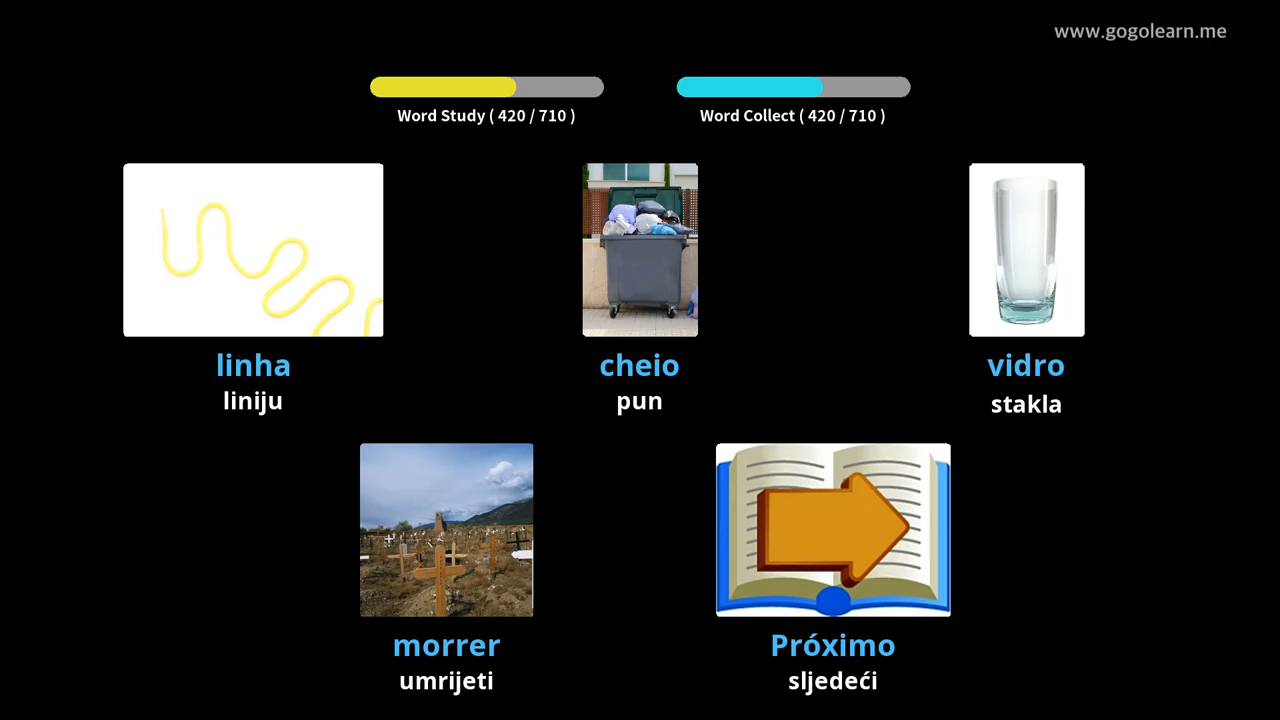 www.gogolearn.me
Word Study ( 420 / 710 )
Word Collect ( 420 / 710 )
linha
liniju
cheio
pun
vidro
stakla
morrer
umrijeti
Próximo
sljedeći